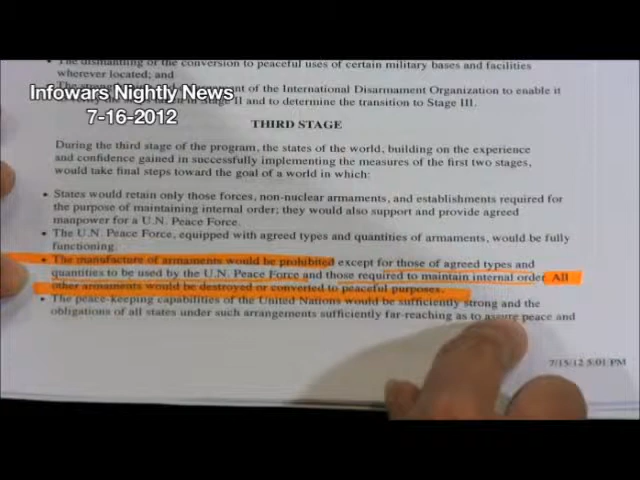 The dismantling or the conversion to peaceful uses of certain military bases and facilities
wherever located; and
of the International Disarmament Organization to enable it
Infowars Nightly News
in Stage II and to determine the transition to Stage III.
7-16-2012
THIRD STAGE
During the third stage of the program, the states of the world, building on the experience
and confidence gained in successfully implementing the measures of the first two stages,
would take final steps toward the goal of a world in which:
• States would retain only those forces, non-nuclear armaments, and establishments required for
the purpose of maintaining internal order; they would also support and provide agreed
manpower for a U.N. Peace Force.
• The U.N. Peace Force, equipped with agreed types and quantities of armaments, would be fully
functioning.
• The manufacture of armaments would be prohibited except for those of agreed types and
quantities to be used by the U.N. Peace Force and those required to maintain internal order. All
other armaments would be destroyed or converted to peaceful purposes.
• The peace-keeping capabilities of the United Nations would be sufficiently strong and the
obligations of all states under such arrangements sufficiently far-reaching as to assure peace and
7/15/12 5:01 PM